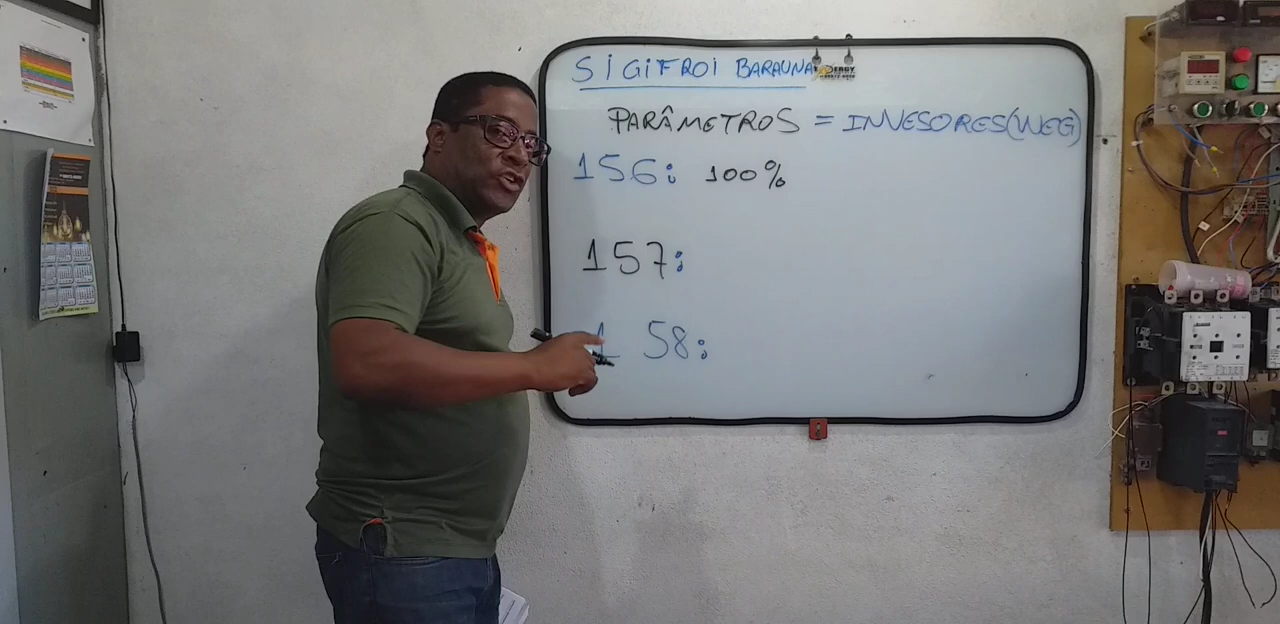 SIGIFROI BARAUNA
PARÂMETROS = INVESORES(WEG)
156: 100%
157:
158: